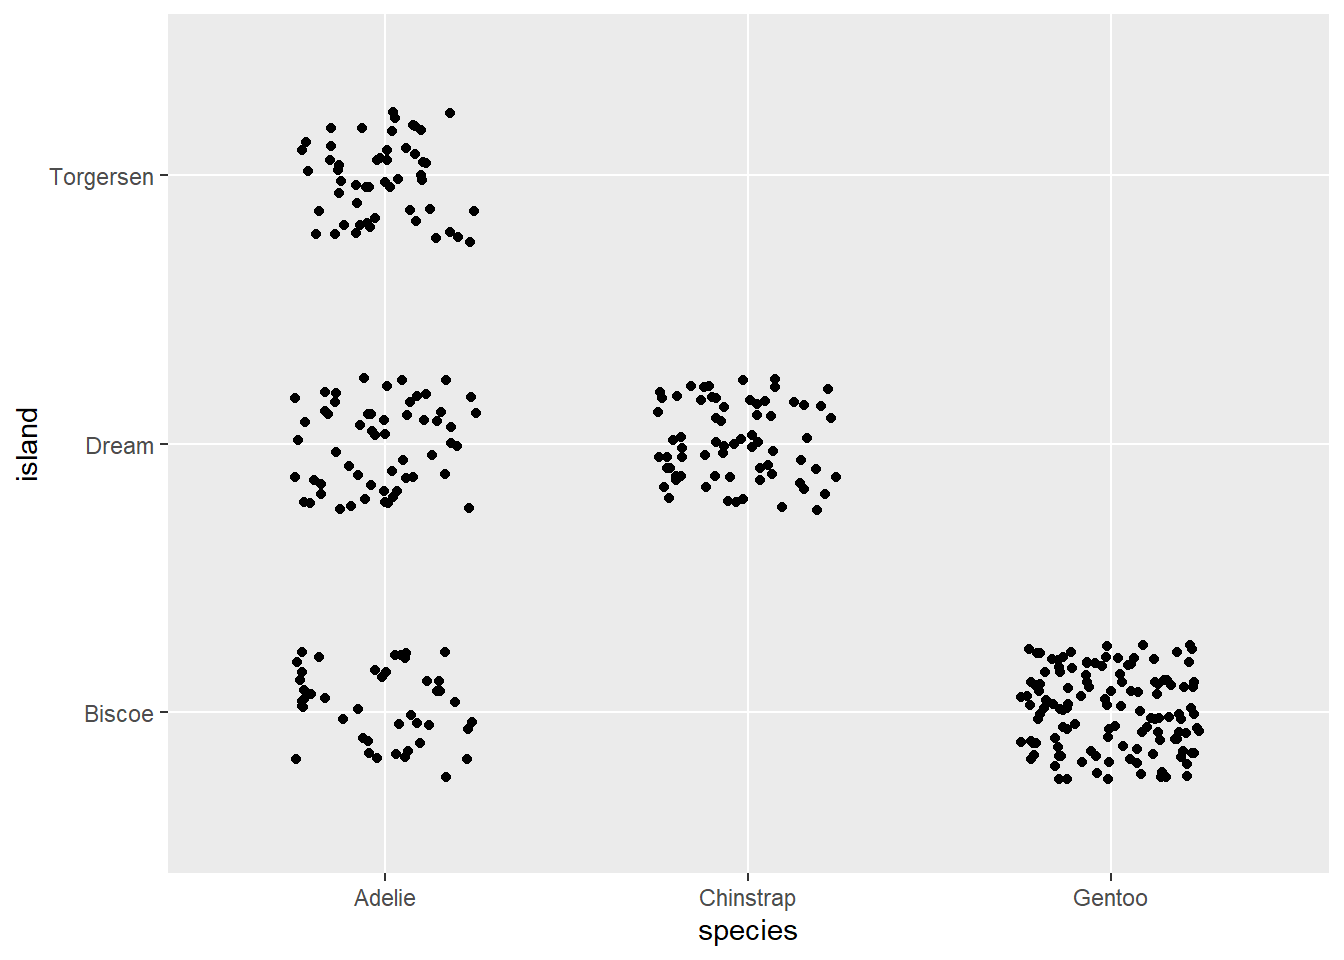 Torgersen
Dream
Biscoe
island
Adelie
Chinstrap
Gentoo
species